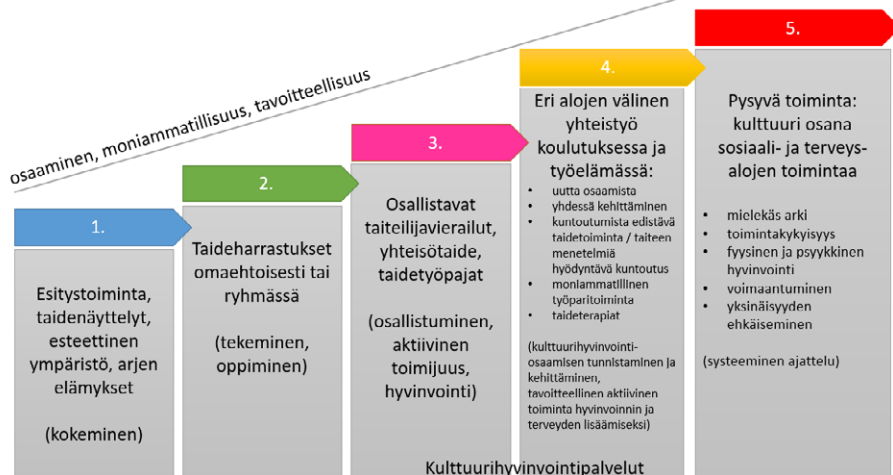 osaaminen, moniammatillisuus, tavoitteellisuus
1.
Esitystoiminta,
taidenäyttelyt,
esteettinen
ympäristö, arjen
elämykset
(kokeminen)
2.
Taideharrastukset
omaehtoisesti tai
ryhmässä
(tekeminen,
oppiminen)
3.
Osallistavat
taiteilijavierailut,
yhteisötaide,
taidetyöpajat
(osallistuminen,
aktiivinen
toimijuus,
hyvinvointi)
4.
Eri alojen välinen
yhteistyö
koulutuksessa ja
työelämässä:
• uutta osaamista
• yhdessä kehittäminen
• kuntoutumista edistävä
taidetoiminta / taiteen
menetelmiä
hyödyntävä kuntoutus
• moniammatillinen
työparitoiminta
• taideterapiat
(kulttuurihyvinvointi-
osaamisen tunnistaminen ja
kehittäminen,
tavoitteellinen aktiivinen
toiminta hyvinvoinnin ja
terveyden lisäämiseksi)
5.
Pysyvä toiminta:
kulttuuri osana
sosiaali- ja terveys-
alojen toimintaa
• mielekäs arki
• toimintakykyisyys
• fyysinen ja psyykkinen
hyvinvointi
• voimaantuminen
• yksinäisyyden
ehkäiseminen
(systeeminen ajattelu)
Kulttuurihyvinvointipalvelut